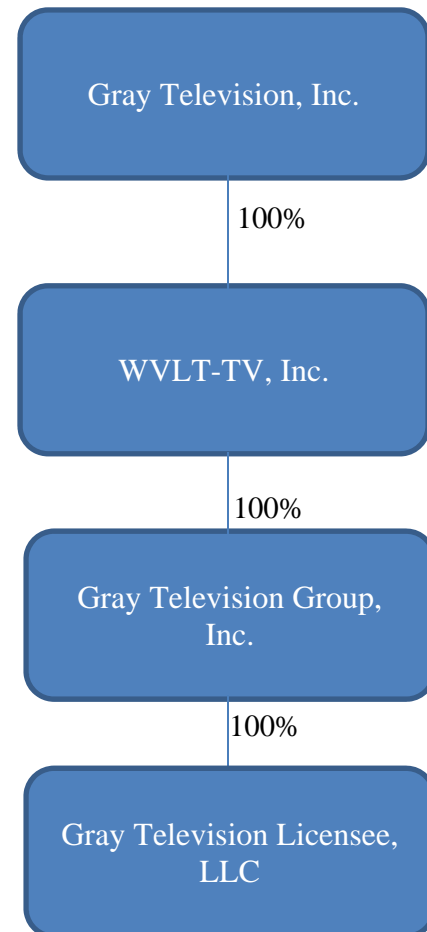 Gray Television, Inc.
100%
WVLT-TV, Inc.
100%
Gray Television Group,
Inc.
100%
Gray Television Licensee,
LLC